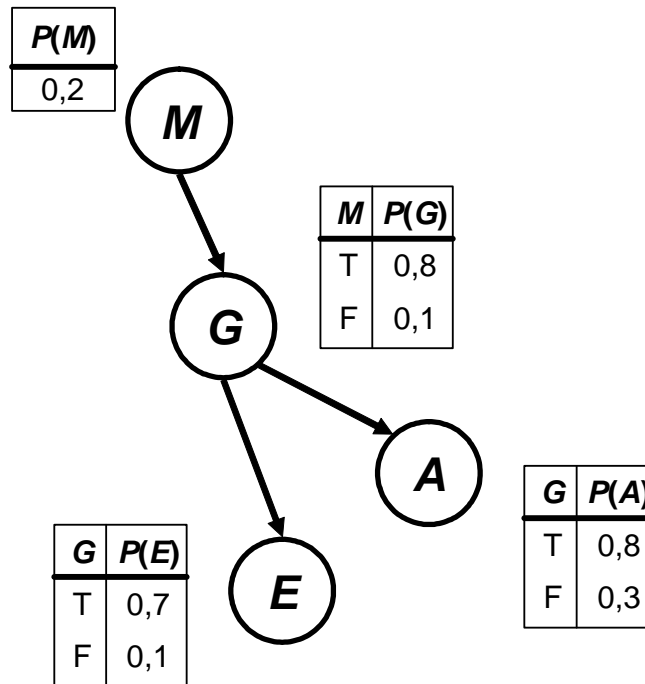 P(M)
0,2
M
M P(G)
T 0,8
F 0,1
G
A
G P(A)
T 0,8
F 0,3
G P(E)
T 0,7
F 0,1
E